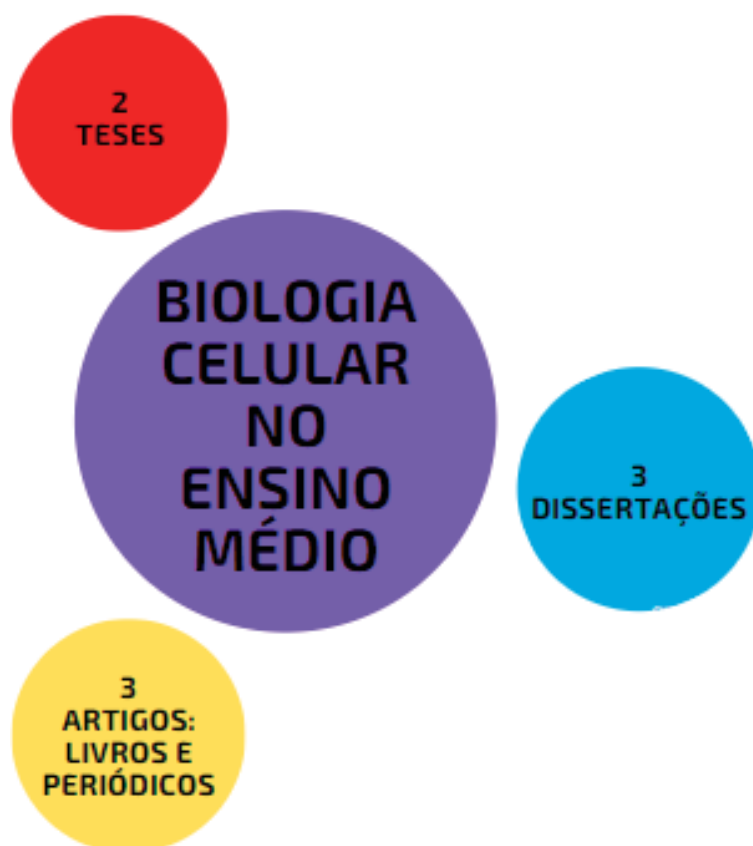 2
TESES
BIOLOGIA
CELULAR
NO
ENSINO
MÉDIO
3
DISSERTAÇÕES
3
ARTIGOS:
LIVROS E
PERIÓDICOS